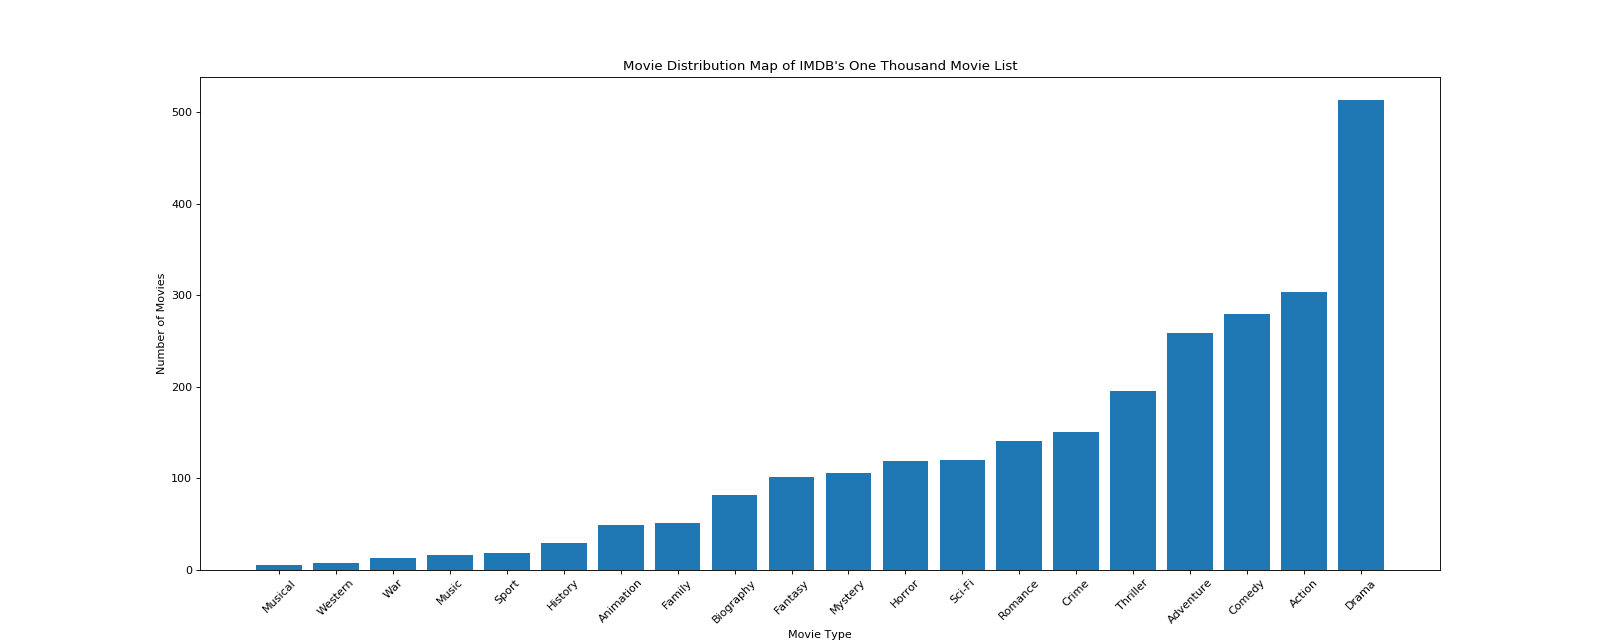 Movie Distribution Map of IMDB's One Thousand Movie List
Number of Movies
500
400
300
200
100
0
Musical
Western
War
Music
Sport
History
Animation
Family
Biography
Fantasy
Mystery
Horror
Sci-Fi
Romance
Crime
Thriller
Adventure
Comedy
Action
Drama
Movie Type